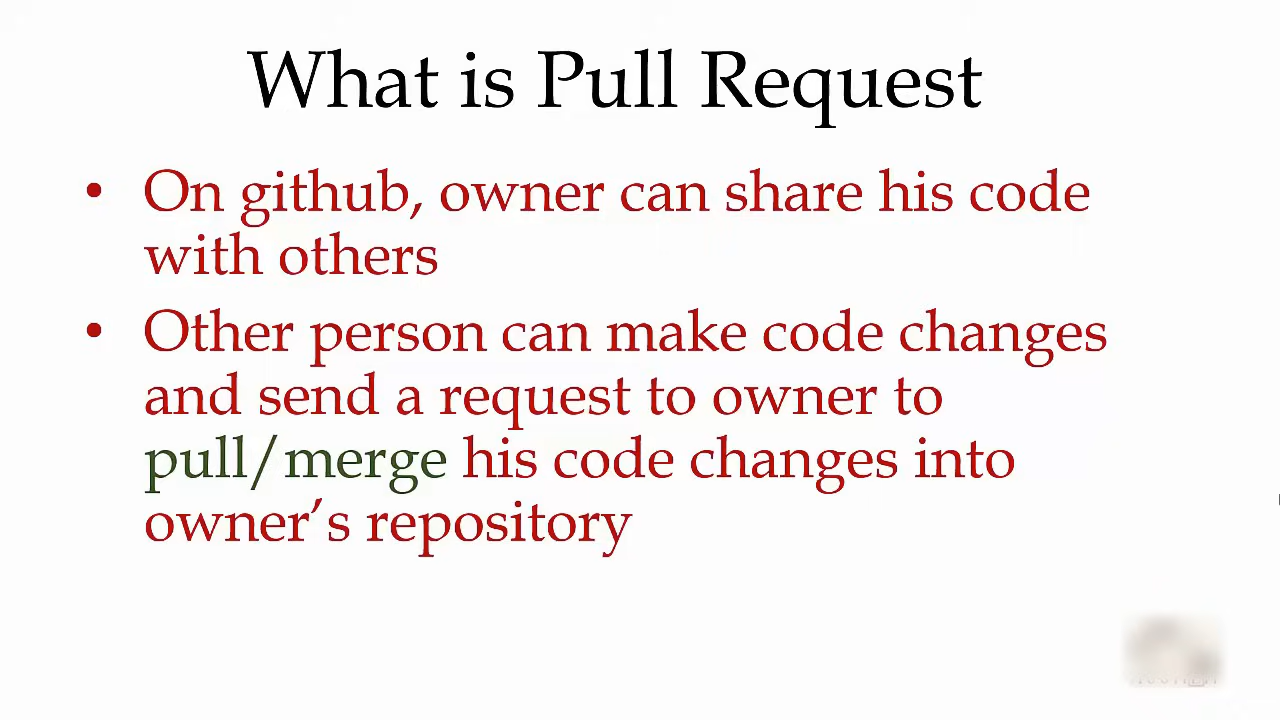 What is Pull Request
• On github, owner can share his code
with others
• Other person can make code changes
and send a request to owner to
pull/merge his code changes into
owner’s repository